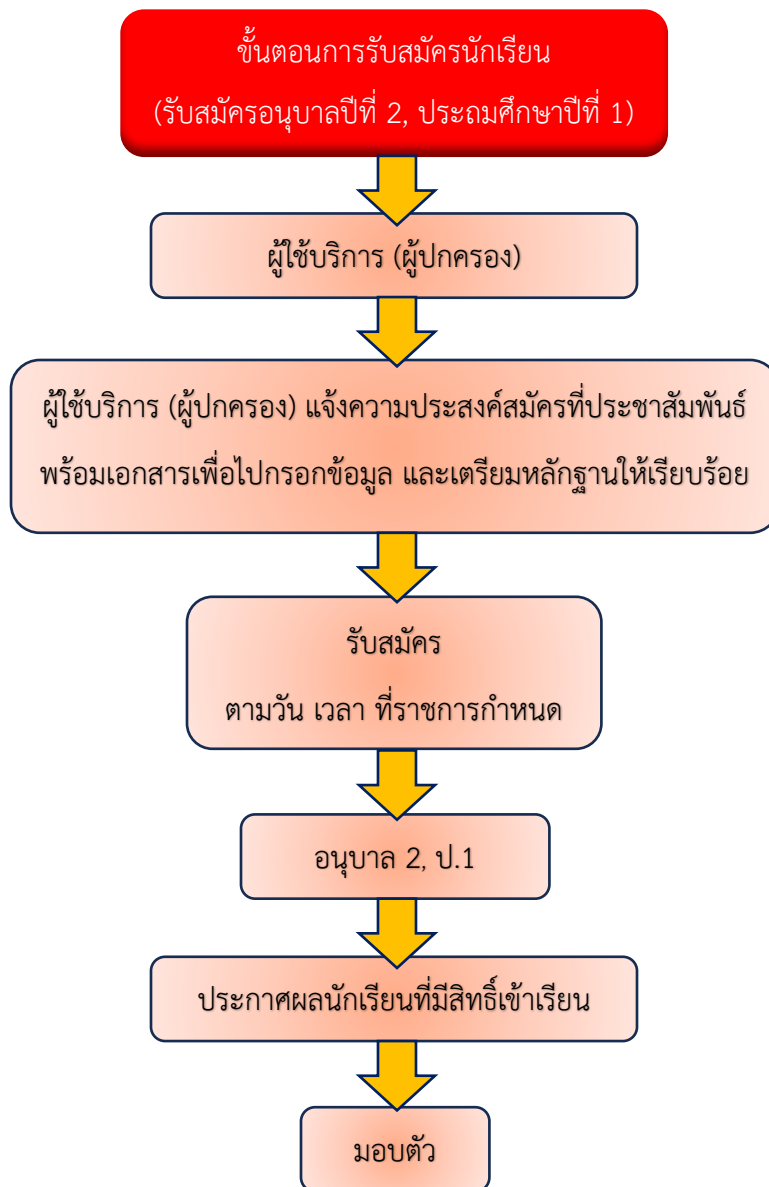 ขั้นตอนการรับสมัครนักเรียน
(รับสมัครอนุบาลปีที่ 2, ประถมศึกษาปีที่ 1)
ผู้ใช้บริการ (ผู้ปกครอง)
ผู้ใช้บริการ (ผู้ปกครอง) แจ้งความประสงค์สมัครที่ประชาสัมพันธ์
พร้อมเอกสารเพื่อไปกรอกข้อมูล และเตรียมหลักฐานให้เรียบร้อย
รับสมัคร
ตามวัน เวลา ที่ราชการกำหนด
อนุบาล 2, ป.1
ประกาศผลนักเรียนที่มีสิทธิ์เข้าเรียน
มอบตัว